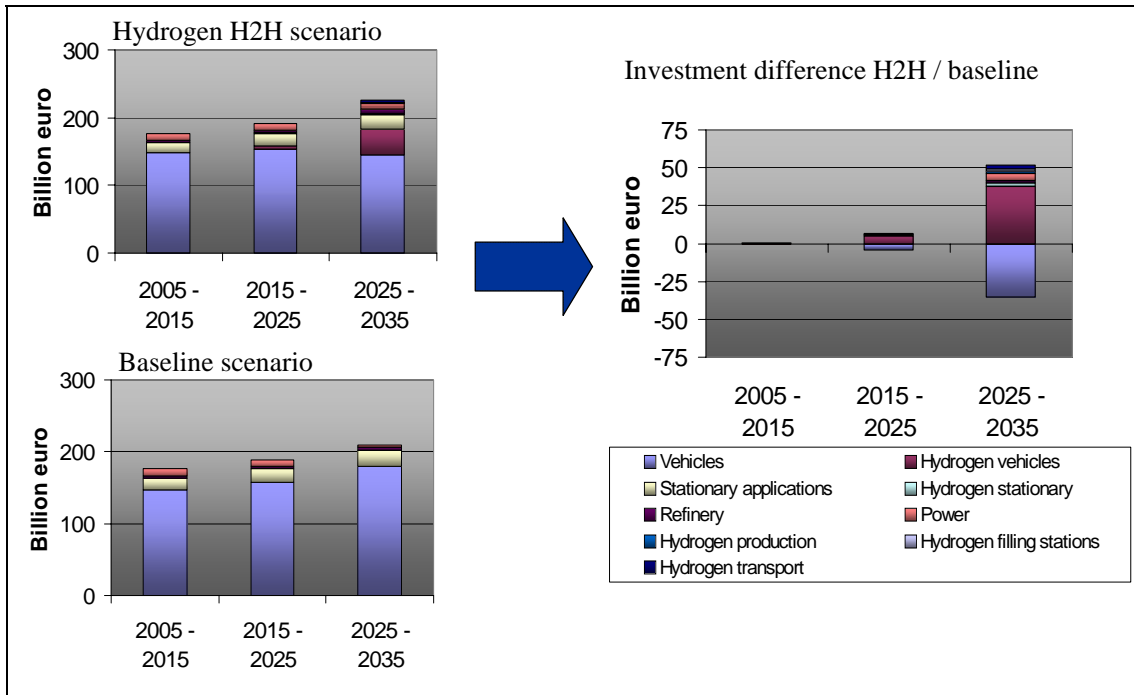 Hydrogen H2H scenario
300
200
100
0
Billion euro
2005 - 2015 - 2025 -
2015 2025 2035
Baseline scenario
300
200
100
0
Billion euro
2005 - 2015 - 2025 -
2015 2025 2035
Investment difference H2H / baseline
75
50
25
0
-25
-50
-75
Billion euro
2005 - 2015 - 2025 -
2015 2025 2035
Vehicles Hydrogen vehicles
Stationary applications Hydrogen stationary
Refinery Power
Hydrogen production Hydrogen filling stations
Hydrogen transport